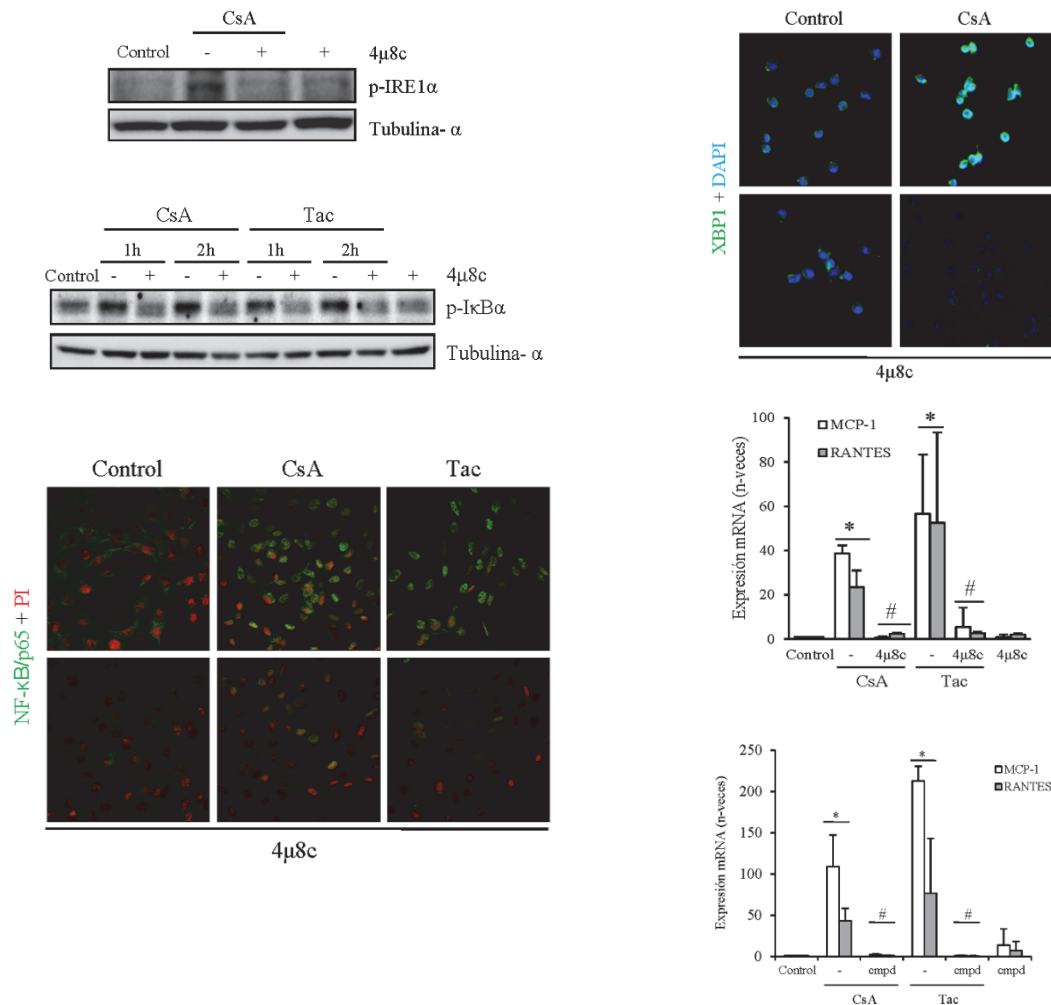 CsA
Control - + +
4µ8c
p-IRE1α
Tubulina- α
CsA Tac
1h 2h 1h 2h
Control - + - + - + - + +
4µ8c
p-IκBα
Tubulina- α
Control CsA Tac
NF-κB/p65 + PI
4µ8c
Control CsA
XBP1 + DAPI
4µ8c
Expresión mRNA (n-veces)
100
80
60
40
20
0
MCP-1
RANTES
* # * #
Control - 4µ8c - 4µ8c 4µ8c
CsA Tac
Expresión mRNA (n-veces)
250
200
150
100
50
0
MCP-1
RANTES
* # * #
Control - cmpd - cmpd cmpd
CsA Tac